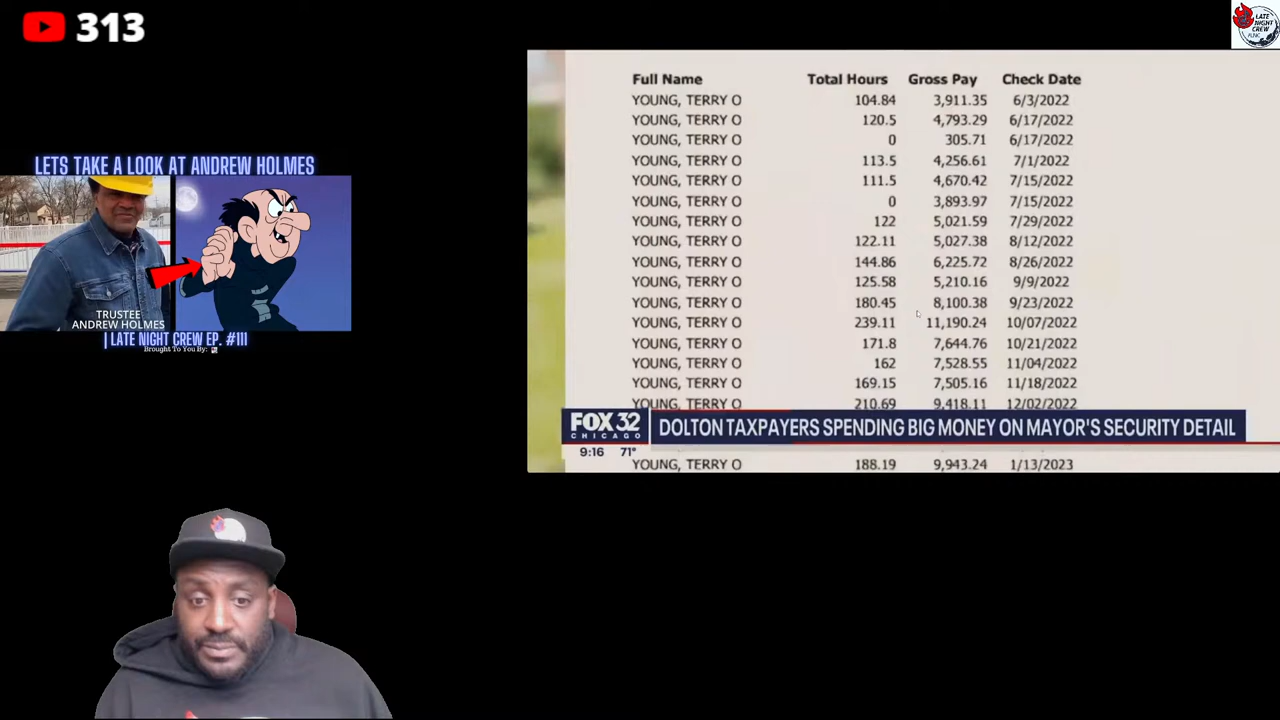 313
LATE
NIGHT
CREW
LETS TAKE A LOOK AT ANDREW HOLMES
TRUSTEE
ANDREW HOLMES
| LATE NIGHT CREW EP. #111
Brought To You By:
Full Name Total Hours Gross Pay Check Date
YOUNG, TERRY O 104.84 3,911.35 6/3/2022
YOUNG, TERRY O 120.5 4,793.29 6/17/2022
YOUNG, TERRY O 0 305.71 6/17/2022
YOUNG, TERRY O 113.5 4,256.61 7/1/2022
YOUNG, TERRY O 111.5 4,670.42 7/15/2022
YOUNG, TERRY O 0 3,893.97 7/15/2022
YOUNG, TERRY O 122 5,021.59 7/29/2022
YOUNG, TERRY O 122.11 5,027.38 8/12/2022
YOUNG, TERRY O 144.86 6,225.72 8/26/2022
YOUNG, TERRY O 125.58 5,210.16 9/9/2022
YOUNG, TERRY O 180.45 8,100.38 9/23/2022
YOUNG, TERRY O 239.11 11,190.24 10/07/2022
YOUNG, TERRY O 171.8 7,644.76 10/21/2022
YOUNG, TERRY O 162 7,528.55 11/04/2022
YOUNG, TERRY O 169.15 7,505.16 11/18/2022
YOUNG, TERRY O 210.69 9,418.11 12/02/2022
FOX 32
CHICAGO
DOLTON TAXPAYERS SPENDING BIG MONEY ON MAYOR'S SECURITY DETAIL
9:16 71°
YOUNG, TERRY O 188.19 9,943.24 1/13/2023